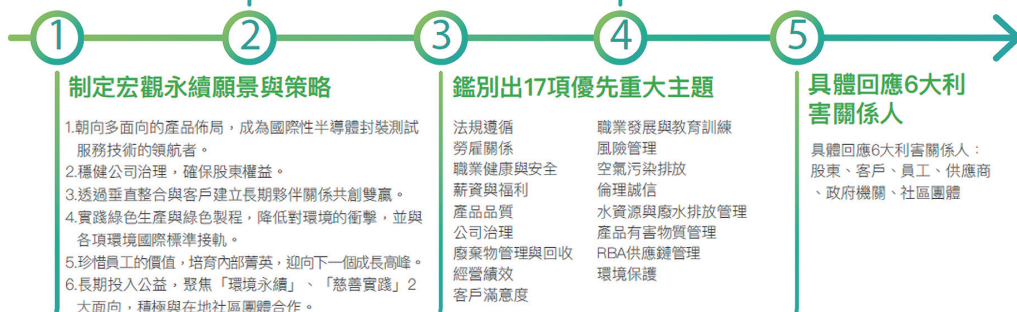 1
2
3
4
5
制定宏觀永續願景與策略
1.朝向多面向的產品佈局，成為國際性半導體封裝測試
服務技術的領航者。
2.穩健公司治理，確保股東權益。
3.透過垂直整合與客戶建立長期夥伴關係共創雙贏。
4.實踐綠色生產與綠色製程，降低對環境的衝擊，並與
各項環境國際標準接軌。
5.珍惜員工的價值，培育內部菁英，迎向下一個成長高峰。
6.長期投入公益，聚焦「環境永續」、「慈善實踐」2
大面向，積極與在地社區團體合作。
鑑別出17項優先重大主題
法規遵循
勞雇關係
職業健康與安全
薪資與福利
產品品質
公司治理
廢棄物管理與回收
經營績效
客戶滿意度
職業發展與教育訓練
風險管理
空氣污染排放
倫理誠信
水資源與廢水排放管理
產品有害物質管理
RBA供應鏈管理
環境保護
具體回應6大利
害關係人
具體回應6大利害關係人：
股東、客戶、員工、供應商
、政府機關、社區團體